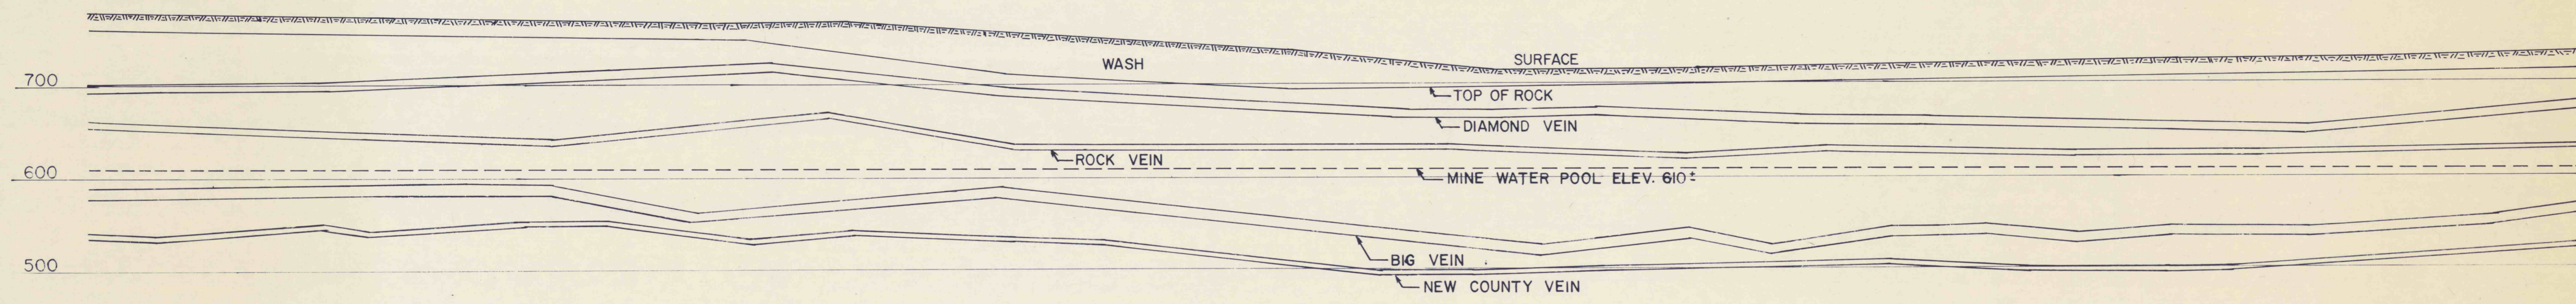 SURFACE
WASH
700
TOP OF ROCK
DIAMOND VEIN
ROCK VEIN
600
MINE WATER POOL ELEV. 610±
BIG VEIN
500
NEW COUNTY VEIN